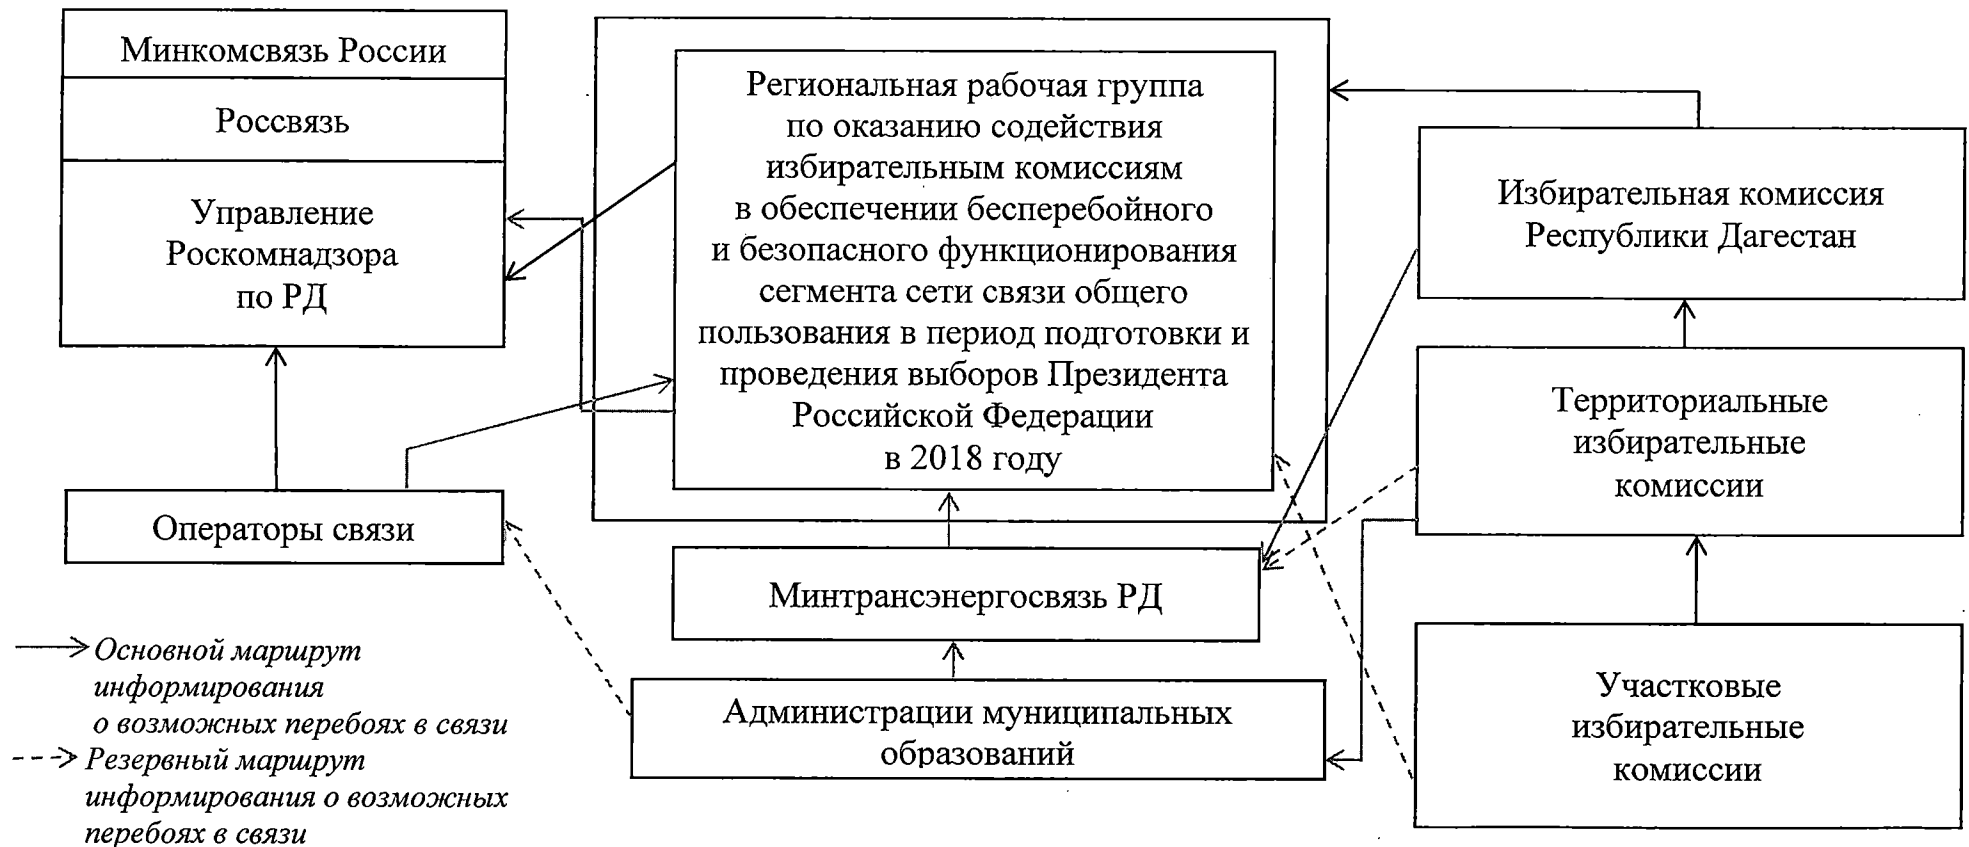 Минкомсвязь России
Россвязь
Управление
Роскомнадзора
по РД
Операторы связи
Региональная рабочая группа
по оказанию содействия
избирательным комиссиям
в обеспечении бесперебойного
и безопасного функционирования
сегмента сети связи общего
пользования в период подготовки и
проведения выборов Президента
Российской Федерации
в 2018 году
Минтрансэнергосвязь РД
Администрации муниципальных
образований
Избирательная комиссия
Республики Дагестан
Территориальные
избирательные
комиссии
Участковые
избирательные
комиссии
Основной маршрут
информирования
о возможных перебоях в связи
Резервный маршрут
информирования о возможных
перебоях в связи